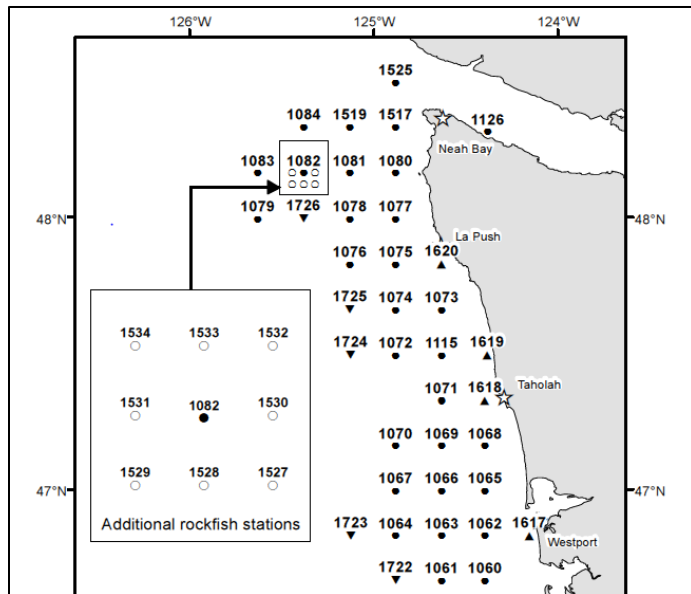 126°W 125°W 124°W
1525
1084 1519 1517
1126
Neah Bay
1083 1082 1081 1080
48°N 1079 1726 1078 1077 48°N
La Push
1076 1075 1620
1725 1074 1073
1534 1533 1532
1724 1072 1115 1619
1531 1082 1530
1071 1618 Taholah
1070 1069 1068
1529 1528 1527
47°N 1067 1066 1065 47°N
Additional rockfish stations
1723 1064 1063 1062 1617
Westport
1722 1061 1060